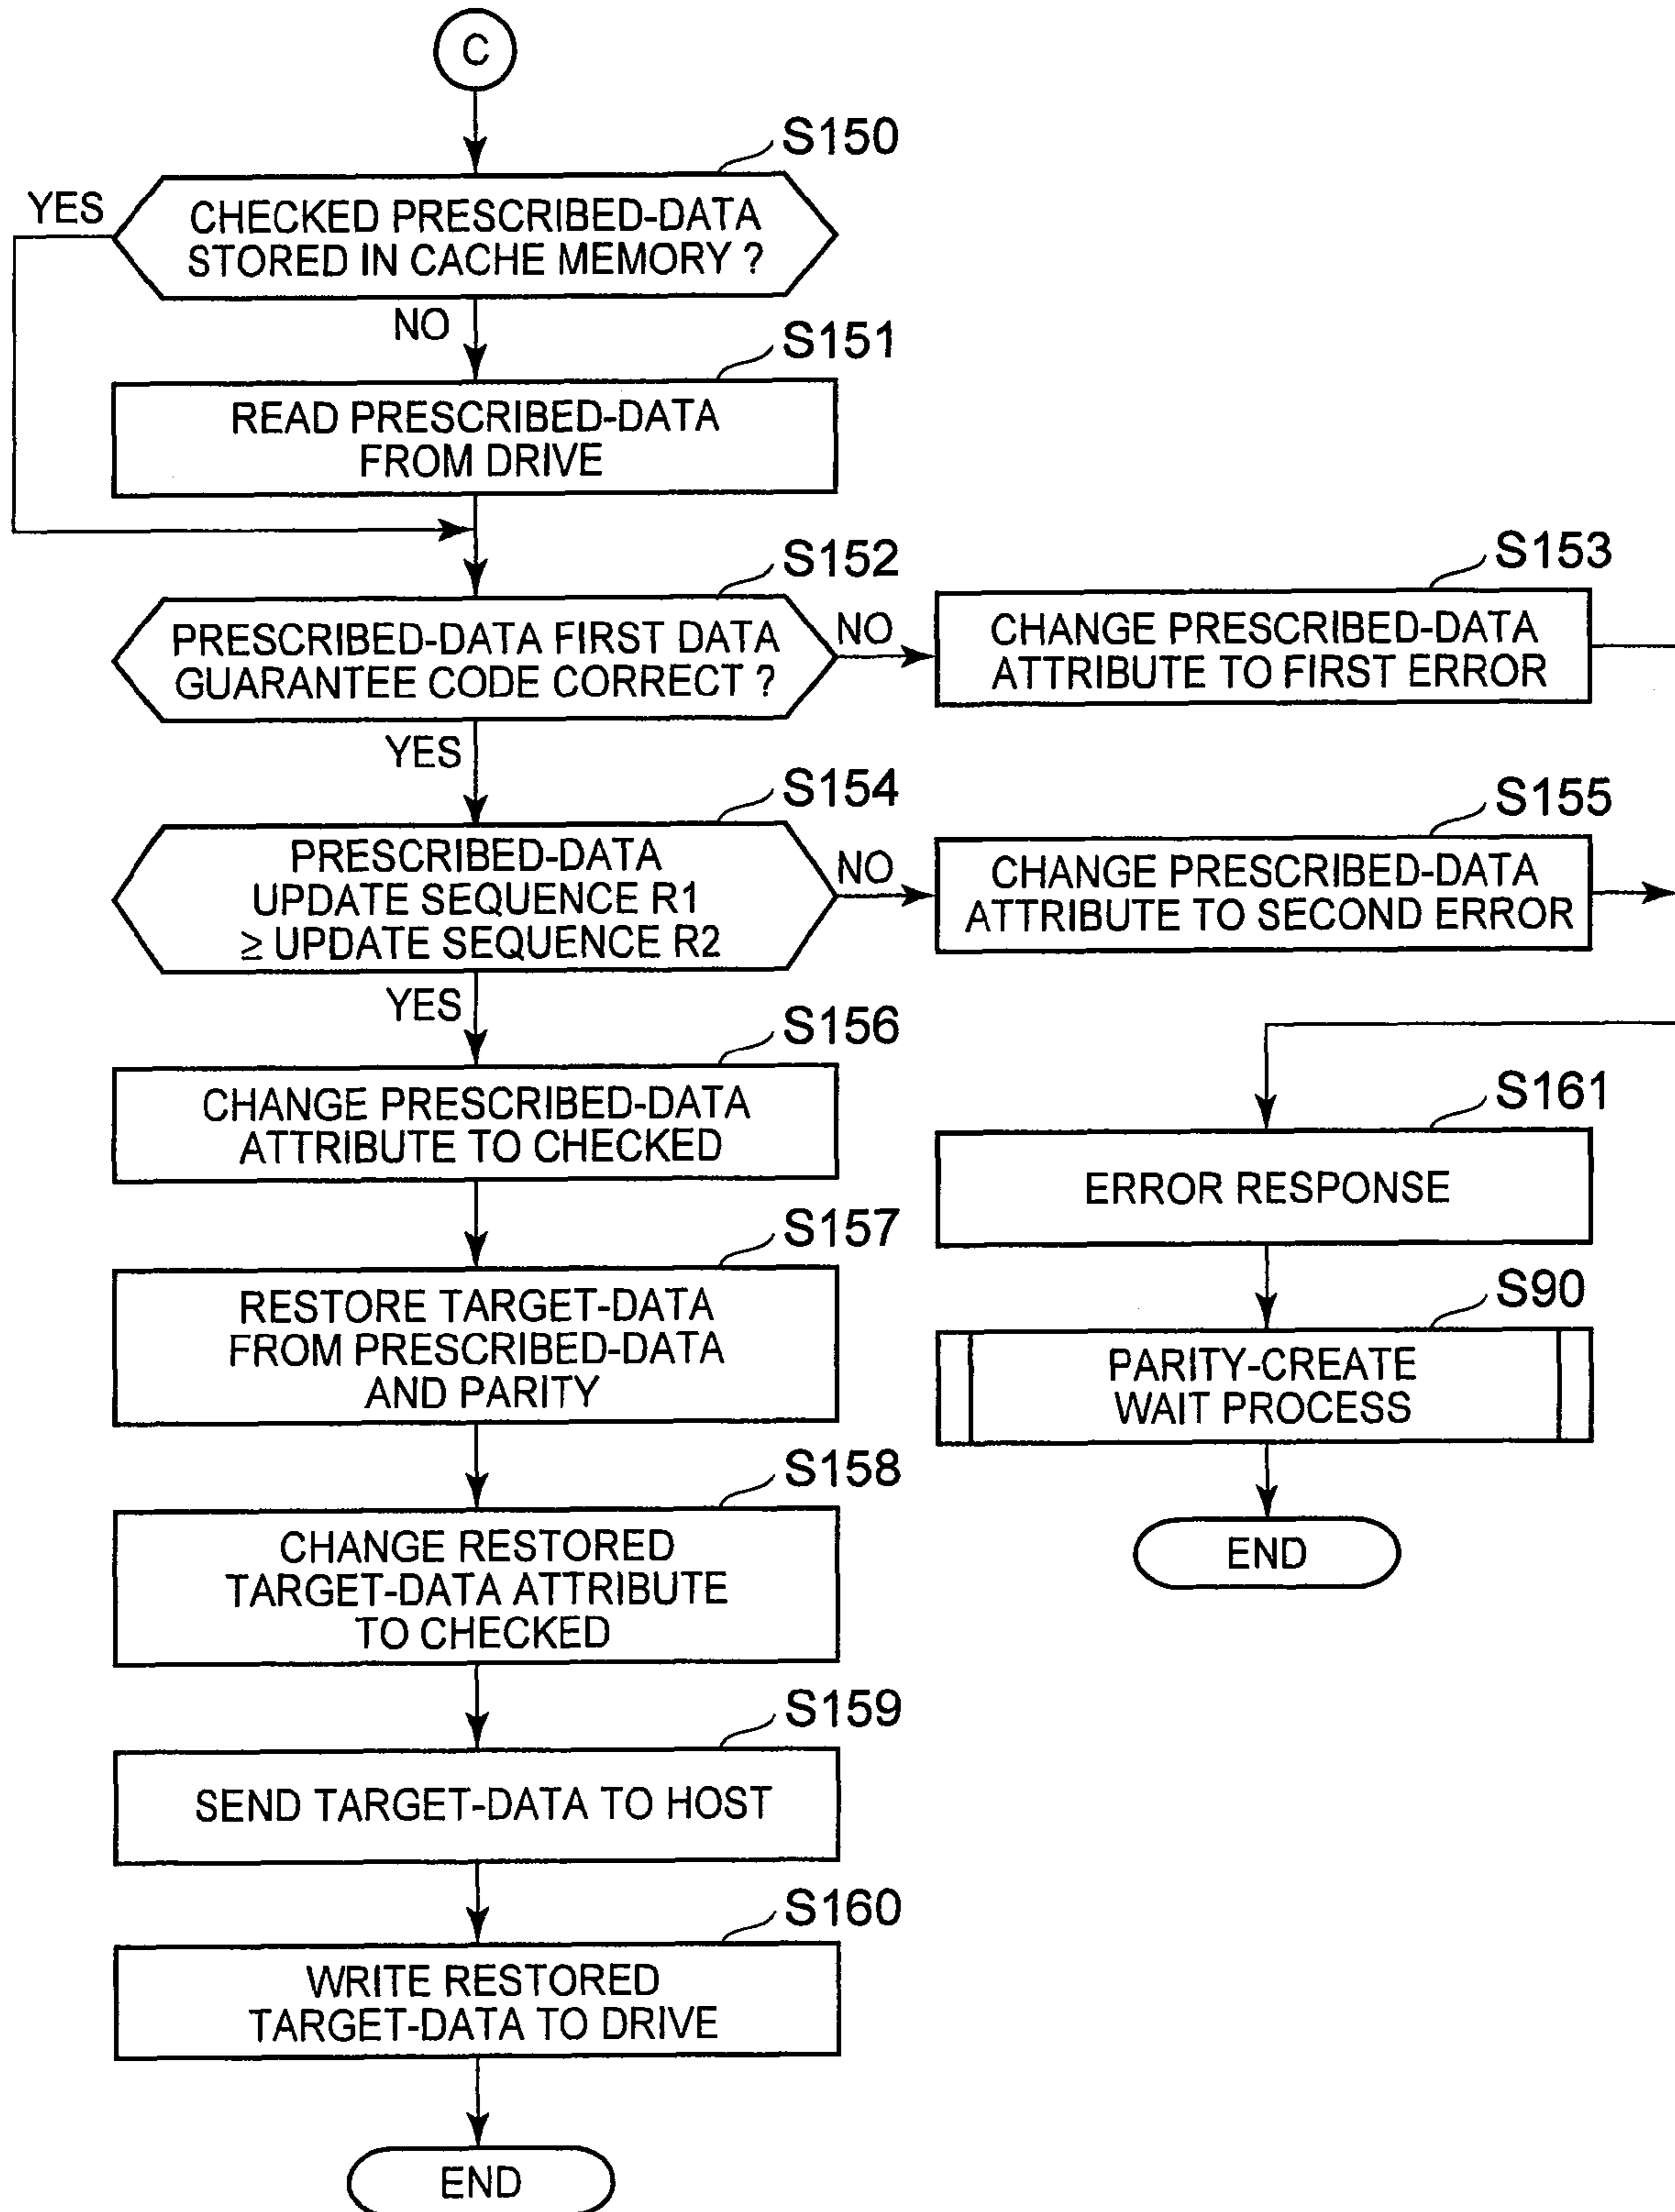 C
S150
YES
CHECKED PRESCRIBED-DATA
STORED IN CACHE MEMORY ?
NO
S151
READ PRESCRIBED-DATA
FROM DRIVE
S152
PRESCRIBED-DATA FIRST DATA
GUARANTEE CODE CORRECT ?
NO
S153
CHANGE PRESCRIBED-DATA
ATTRIBUTE TO FIRST ERROR
YES
S154
PRESCRIBED-DATA
UPDATE SEQUENCE R1
≥ UPDATE SEQUENCE R2
NO
S155
CHANGE PRESCRIBED-DATA
ATTRIBUTE TO SECOND ERROR
YES
S156
CHANGE PRESCRIBED-DATA
ATTRIBUTE TO CHECKED
S157
RESTORE TARGET-DATA
FROM PRESCRIBED-DATA
AND PARITY
S158
CHANGE RESTORED
TARGET-DATA ATTRIBUTE
TO CHECKED
S159
SEND TARGET-DATA TO HOST
S160
WRITE RESTORED
TARGET-DATA TO DRIVE
END
S161
ERROR RESPONSE
S90
PARITY-CREATE
WAIT PROCESS
END